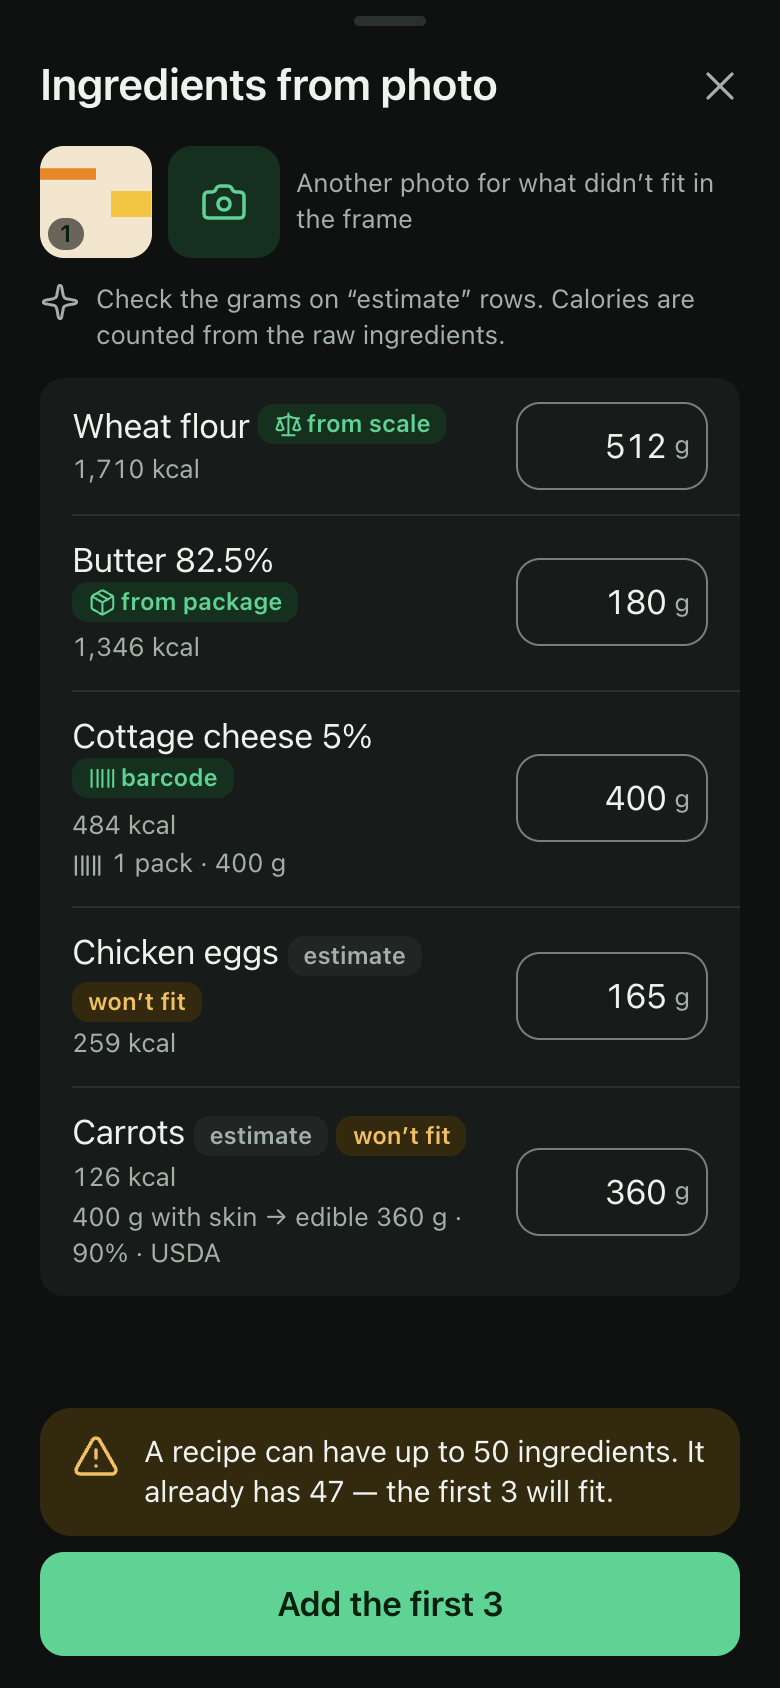 Ingredients from photo
1
Another photo for what didn’t fit in
the frame
Check the grams on “estimate” rows. Calories are
counted from the raw ingredients.
Wheat flour from scale
1,710 kcal
512 g
Butter 82.5%
from package
1,346 kcal
180 g
Cottage cheese 5%
barcode
484 kcal
1 pack · 400 g
400 g
Chicken eggs estimate
won’t fit
259 kcal
165 g
Carrots estimate won’t fit
126 kcal
400 g with skin → edible 360 g ·
90% · USDA
360 g
A recipe can have up to 50 ingredients. It
already has 47 — the first 3 will fit.
Add the first 3